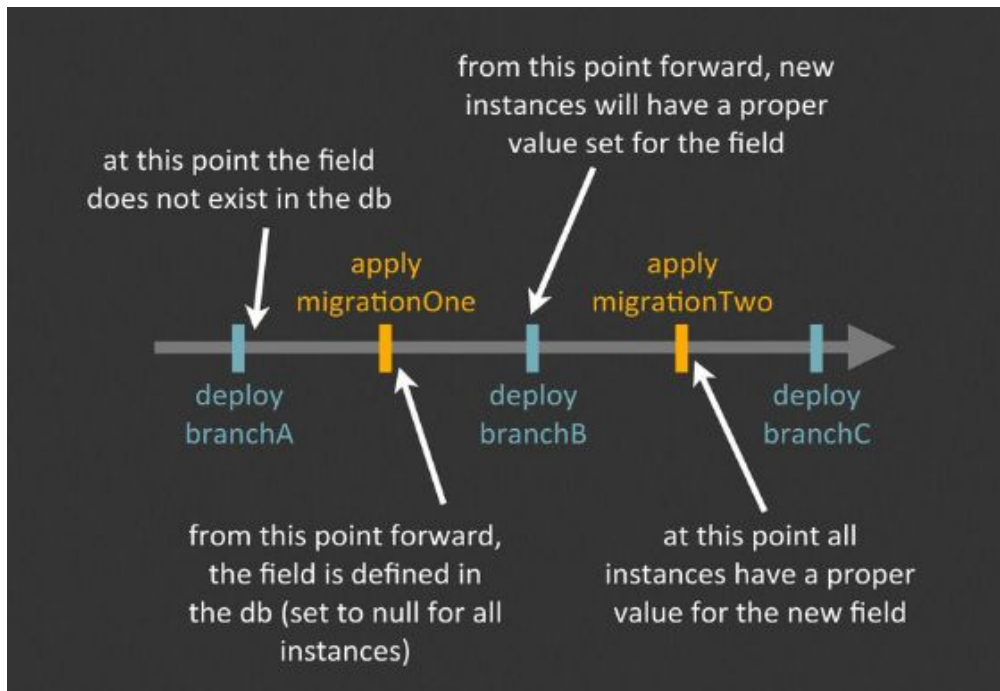 from this point forward, new
instances will have a proper
value set for the field
at this point the field
does not exist in the db
apply
migrationOne
apply
migrationTwo
deploy
branchA
deploy
branchB
deploy
branchC
from this point forward,
the field is defined in
the db (set to null for all
instances)
at this point all
instances have a proper
value for the new field